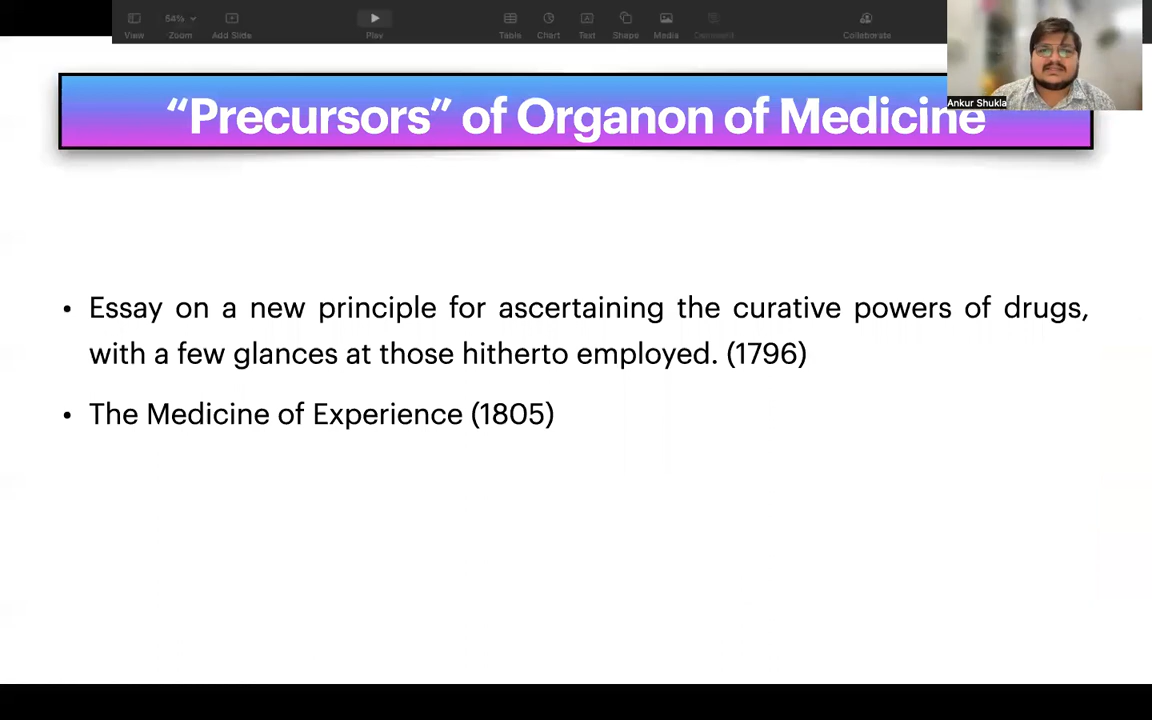 54%
View
Zoom
Add Slide
Play
Table
Chart
Text
Shape
Media
Comment
Collaborate
Ankur Shukla
“Precursors” of Organon of Medicine
• Essay on a new principle for ascertaining the curative powers of drugs,
with a few glances at those hitherto employed. (1796)
• The Medicine of Experience (1805)